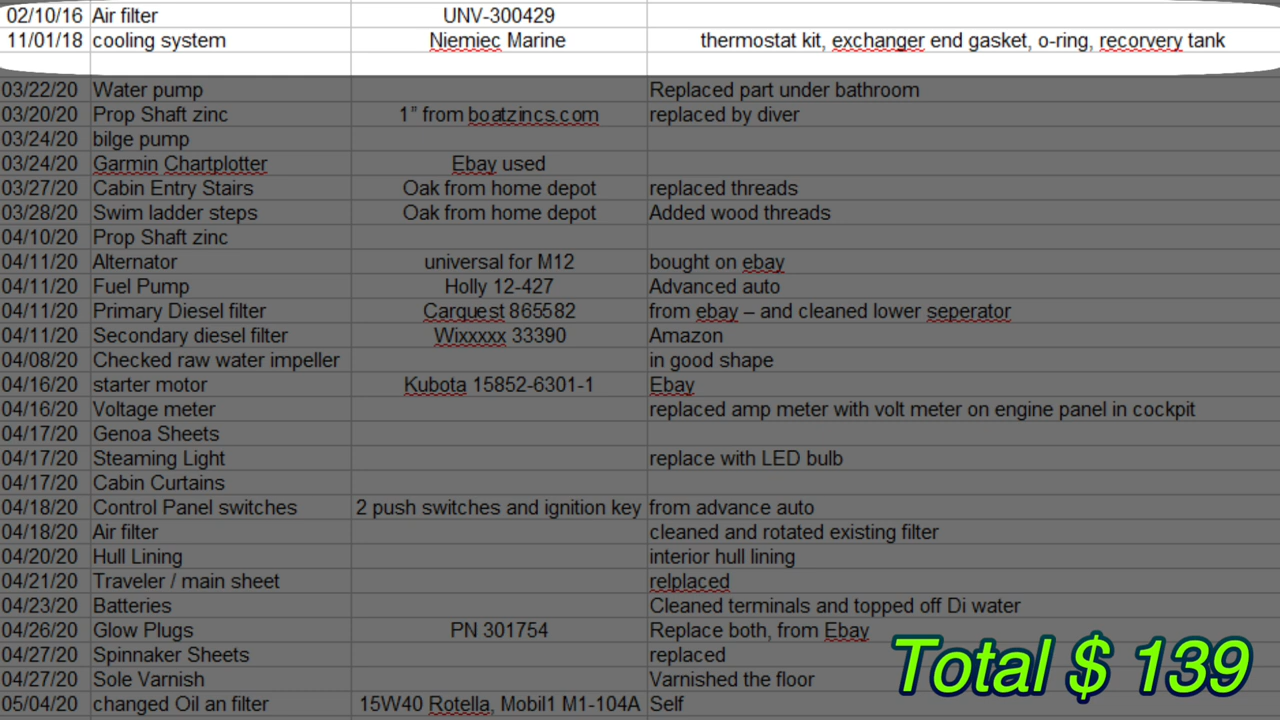 02/10/16 Air filter UNV-300429
11/01/18 cooling system Niemiec Marine thermostat kit, exchanger end gasket, o-ring, recorvery tank
03/22/20 Water pump Replaced part under bathroom
03/20/20 Prop Shaft zinc 1" from boatzincs.com replaced by diver
03/24/20 bilge pump
03/24/20 Garmin Chartplotter Ebay used
03/27/20 Cabin Entry Stairs Oak from home depot replaced threads
03/28/20 Swim ladder steps Oak from home depot Added wood threads
04/10/20 Prop Shaft zinc
04/11/20 Alternator universal for M12 bought on ebay
04/11/20 Fuel Pump Holly 12-427 Advanced auto
04/11/20 Primary Diesel filter Carquest 865582 from ebay – and cleaned lower seperator
04/11/20 Secondary diesel filter Wixxxxx 33390 Amazon
04/08/20 Checked raw water impeller in good shape
04/16/20 starter motor Kubota 15852-6301-1 Ebay
04/16/20 Voltage meter replaced amp meter with volt meter on engine panel in cockpit
04/17/20 Genoa Sheets
04/17/20 Steaming Light replace with LED bulb
04/17/20 Cabin Curtains
04/18/20 Control Panel switches 2 push switches and ignition key from advance auto
04/18/20 Air filter cleaned and rotated existing filter
04/20/20 Hull Lining interior hull lining
04/21/20 Traveler / main sheet relplaced
04/23/20 Batteries Cleaned terminals and topped off Di water
04/26/20 Glow Plugs PN 301754 Replace both, from Ebay
04/27/20 Spinnaker Sheets replaced
04/27/20 Sole Varnish Varnished the floor
05/04/20 changed Oil an filter 15W40 Rotella, Mobil1 M1-104A Self
Total $ 139